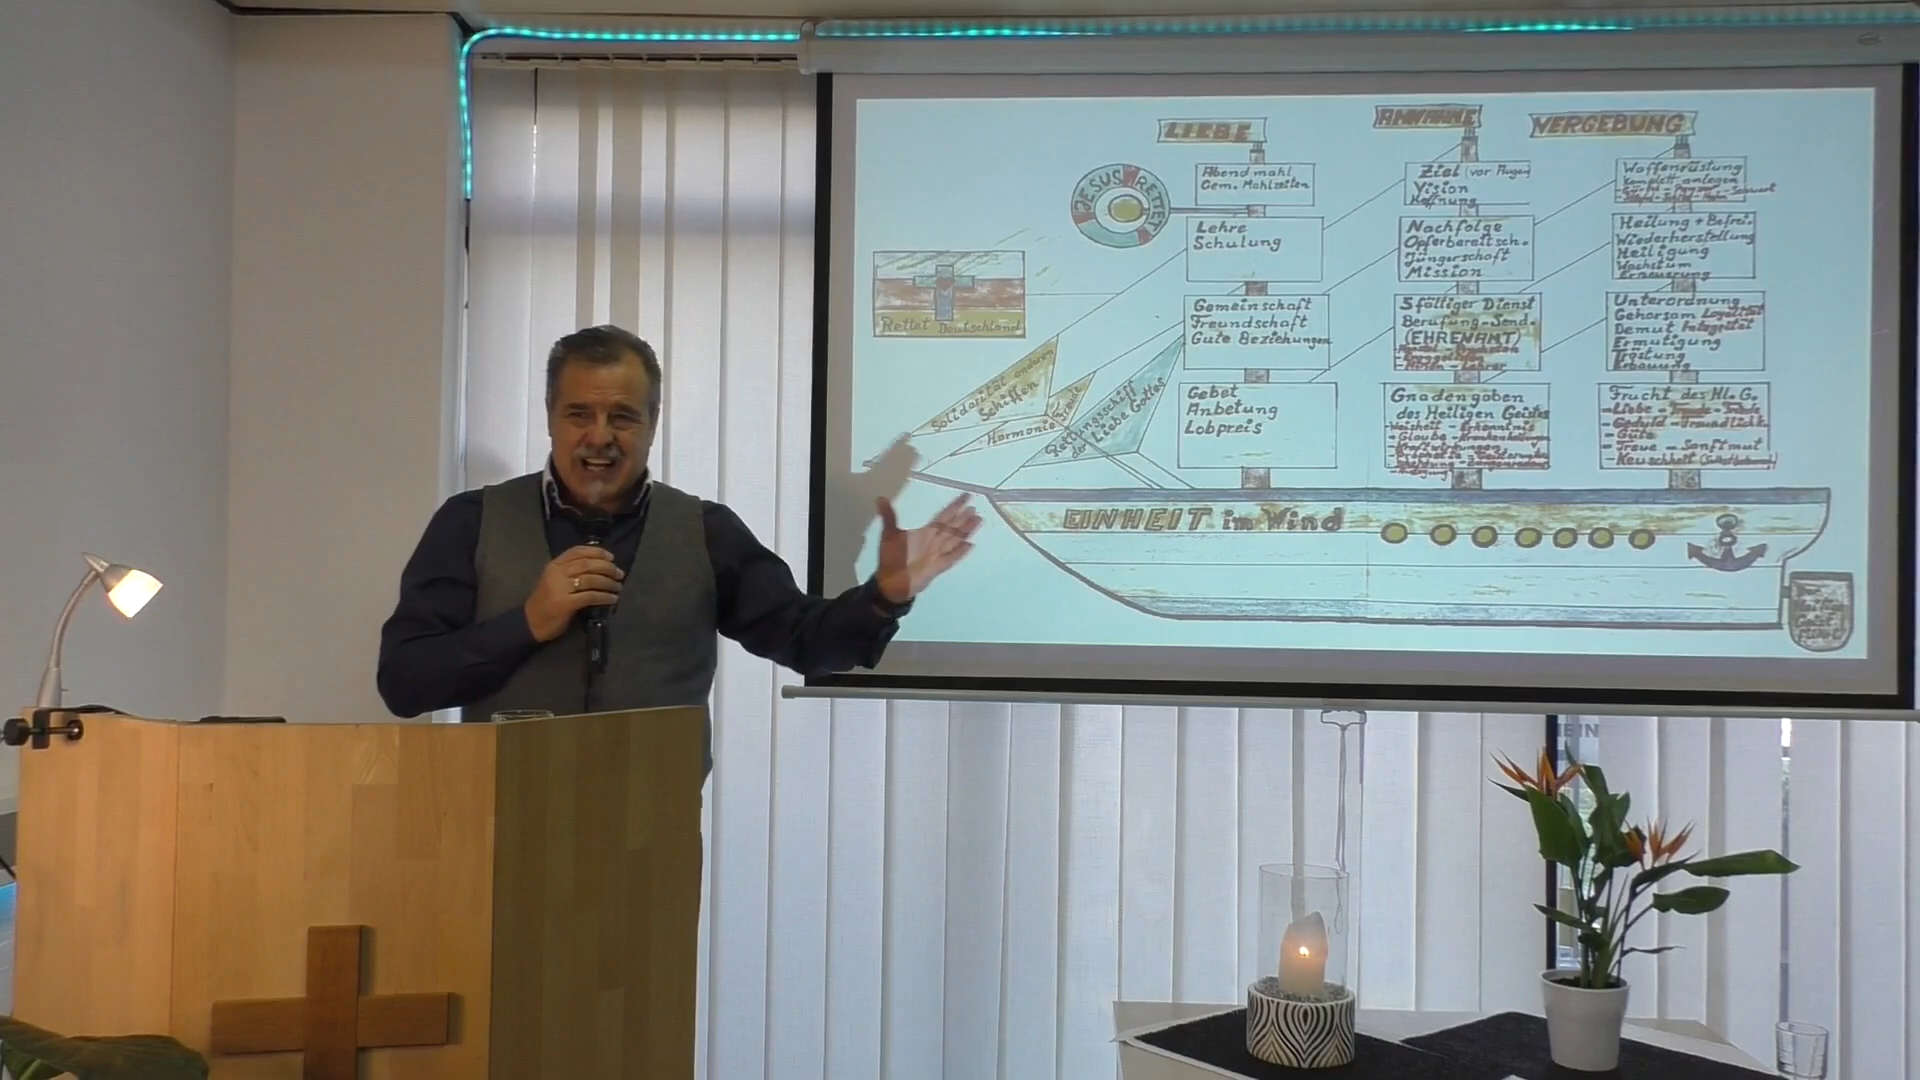 LIEBE
ANNAHME
VERGEBUNG
JESUS RETTET
Abendmahl
Gem. Mahlzeiten
Lehre
Schulung
Gemeinschaft
Freundschaft
Gute Beziehungen
Gebet
Anbetung
Lobpreis
Ziel (vor Augen)
Vision
Hoffnung
Nachfolge
Opferbereitsch.
Jüngerschaft
Mission
5fältiger Dienst
Berufung-Send.
(EHRENAMT)
Gnadengaben
des Heiligen Geistes
Weisheit - Erkenntnis
Waffenrüstung
komplett anlegen
Heilung + Befrei.
Wiederherstellung
Heiligung
Wachstum
Erneuerung
Unterordnung
Gehorsam Loyalität
Demut Integrität
Ermutigung
Tröstung
Erbauung
Frucht des Hl. G.
-Liebe - Freude - Friede
-Geduld - Freundlichk.
-Güte
-Treue - Sanftmut
-Keuschheit
Rettet Deutschland
Solidarität anderen
Schiffen
Harmonie
Freude
Rettungsschiff
der Liebe Gottes
EINHEIT im Wind